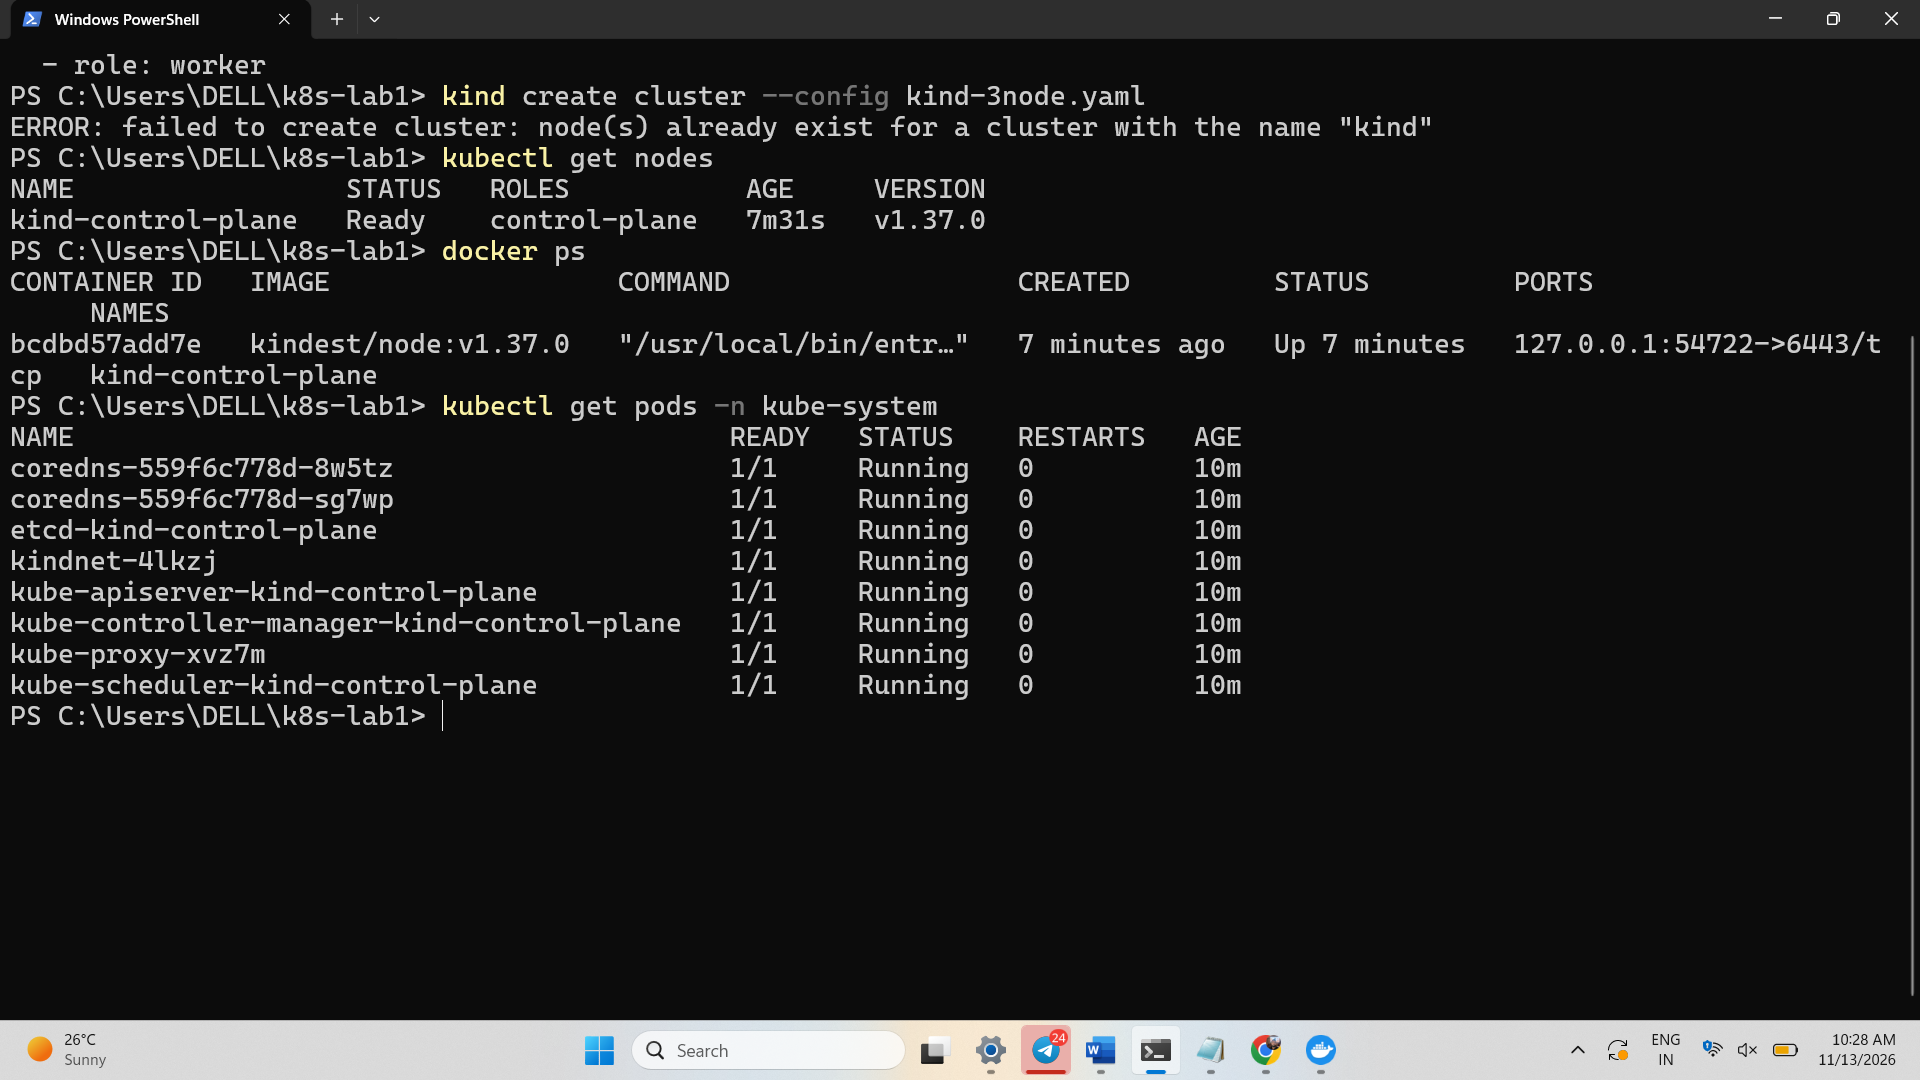 Windows PowerShell
  - role: worker
PS C:\Users\DELL\k8s-lab1> kind create cluster --config kind-3node.yaml
ERROR: failed to create cluster: node(s) already exist for a cluster with the name "kind"
PS C:\Users\DELL\k8s-lab1> kubectl get nodes
NAME                 STATUS   ROLES           AGE     VERSION
kind-control-plane   Ready    control-plane   7m31s   v1.37.0
PS C:\Users\DELL\k8s-lab1> docker ps
CONTAINER ID   IMAGE                  COMMAND                  CREATED         STATUS         PORTS
     NAMES
bcdbd57add7e   kindest/node:v1.37.0   "/usr/local/bin/entr…"   7 minutes ago   Up 7 minutes   127.0.0.1:54722->6443/t
cp   kind-control-plane
PS C:\Users\DELL\k8s-lab1> kubectl get pods -n kube-system
NAME                                         READY   STATUS    RESTARTS   AGE
coredns-559f6c778d-8w5tz                     1/1     Running   0          10m
coredns-559f6c778d-sg7wp                     1/1     Running   0          10m
etcd-kind-control-plane                      1/1     Running   0          10m
kindnet-4lkzj                                1/1     Running   0          10m
kube-apiserver-kind-control-plane            1/1     Running   0          10m
kube-controller-manager-kind-control-plane   1/1     Running   0          10m
kube-proxy-xvz7m                             1/1     Running   0          10m
kube-scheduler-kind-control-plane            1/1     Running   0          10m
PS C:\Users\DELL\k8s-lab1>
26°C
Sunny
Search
24
W
ENG
IN
10:28 AM
11/13/2026